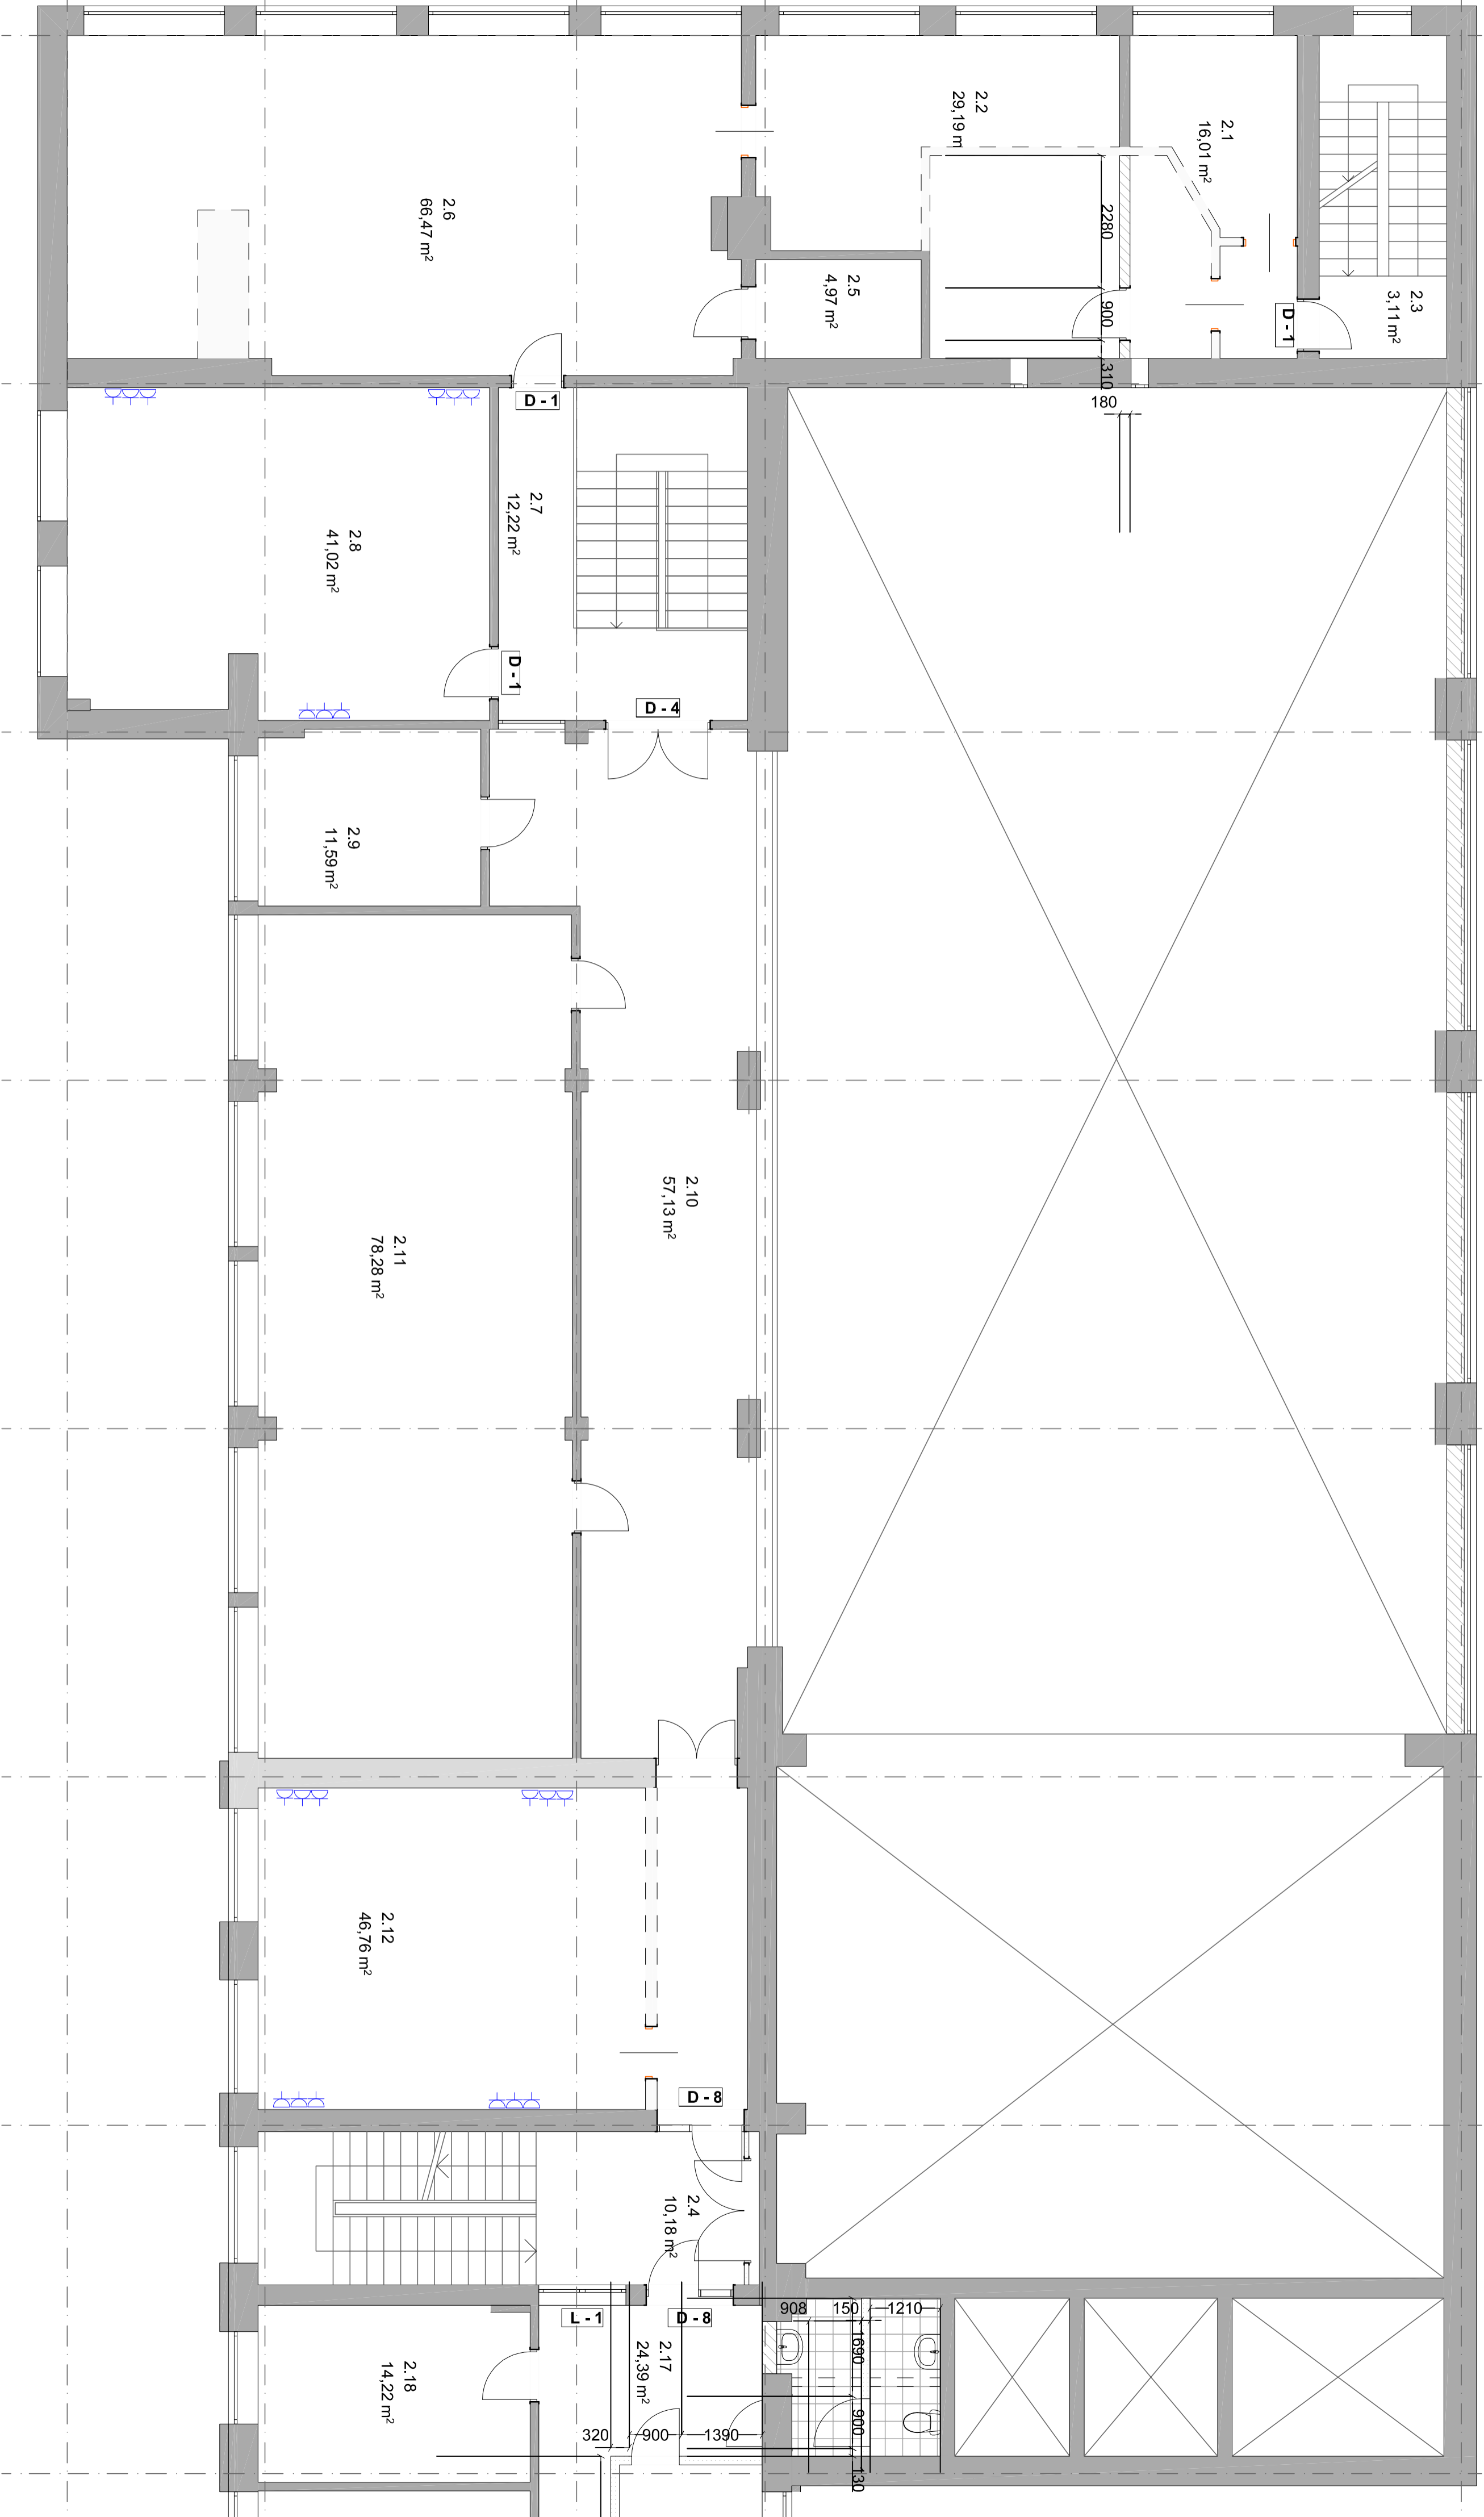 2.1
16,01 m²
2.2
29,19 m
2.3
3,11 m²
2280
2.6
66,47 m²
2.5
4,97 m²
900
D - 1
310
180
D - 1
2.7
12,22 m²
2.8
41,02 m²
D - 1
D - 4
2.9
11,59 m²
2.10
57,13 m²
2.11
78,28 m²
2.12
46,76 m²
D - 8
2.4
10,18 m²
L - 1
D - 8
908
150
1210
1690
2.17
24,39 m²
2.18
14,22 m²
320
900
1390
900
130